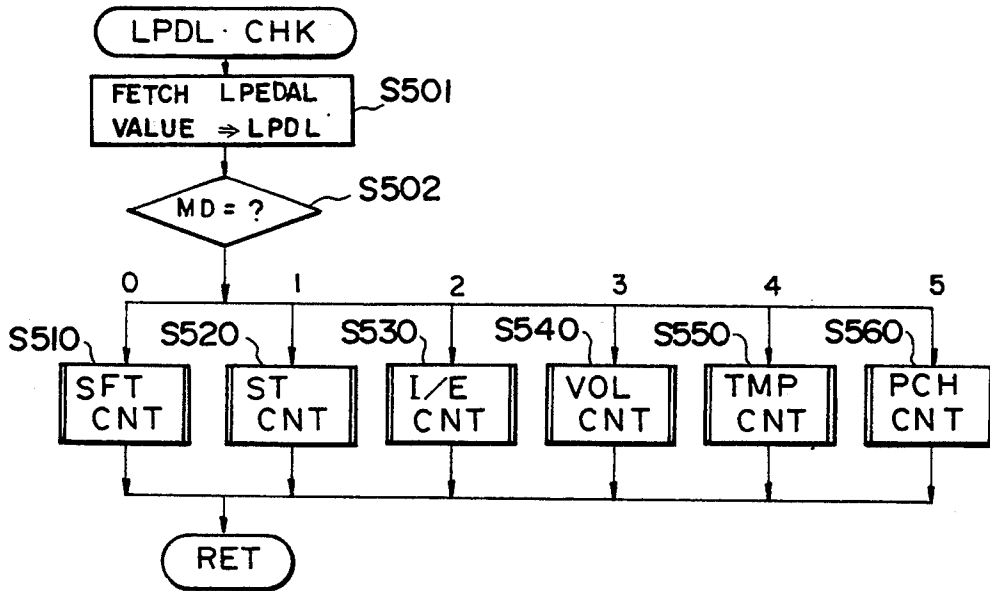 LPDL · CHK
FETCH LPEDAL
VALUE ⇒ LPDL
S501
MD = ?
S502
0 1 2 3 4 5
S510 S520 S530 S540 S550 S560
SFT
CNT
ST
CNT
I/E
CNT
VOL
CNT
TMP
CNT
PCH
CNT
RET